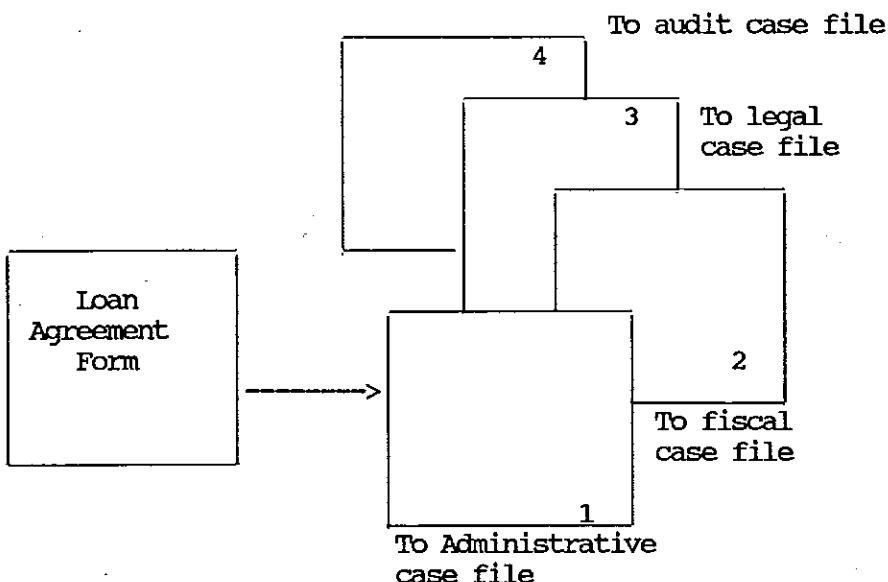 To audit case file
4
3
To legal
case file
Loan
Agreement
Form
2
To fiscal
case file
1
To Administrative
case file